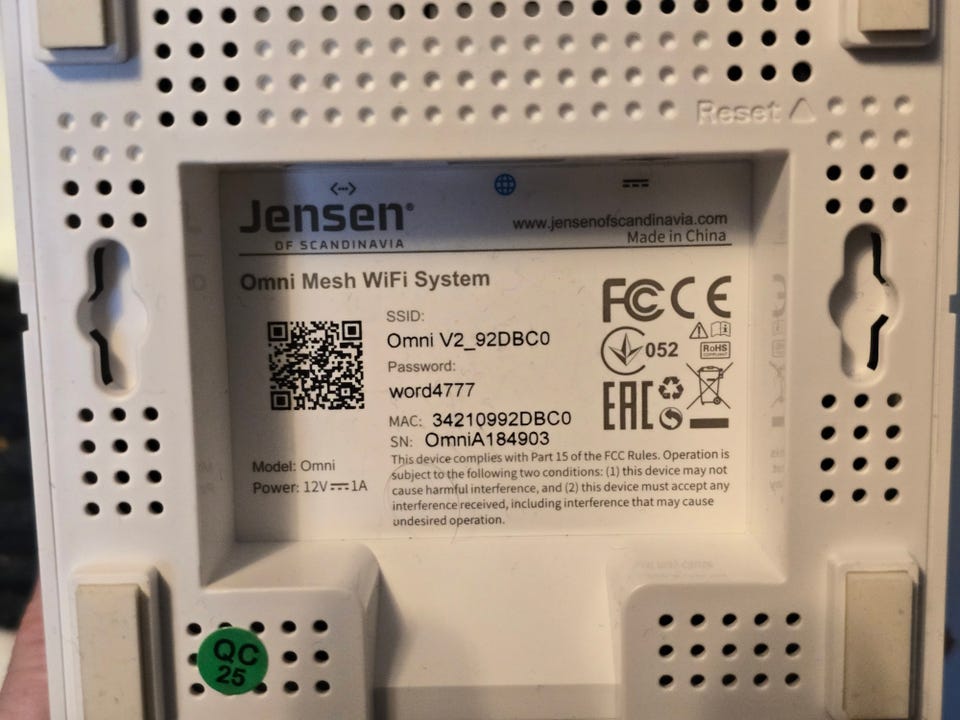 Reset
Jensen®
OF SCANDINAVIA
www.jensenofscandinavia.com
Made in China
Omni Mesh WiFi System
SSID:
Omni V2_92DBC0
Password:
word4777
MAC: 34210992DBC0
SN: OmniA184903
Model: Omni
Power: 12V⎓1A
FCC CE
052
RoHS
COMPLIANT
EAC
This device complies with Part 15 of the FCC Rules. Operation is
subject to the following two conditions: (1) this device may not
cause harmful interference, and (2) this device must accept any
interference received, including interference that may cause
undesired operation.
QC
25